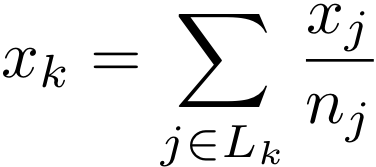 x_k = \sum_{j \in L_k} \frac{x_j}{n_j}